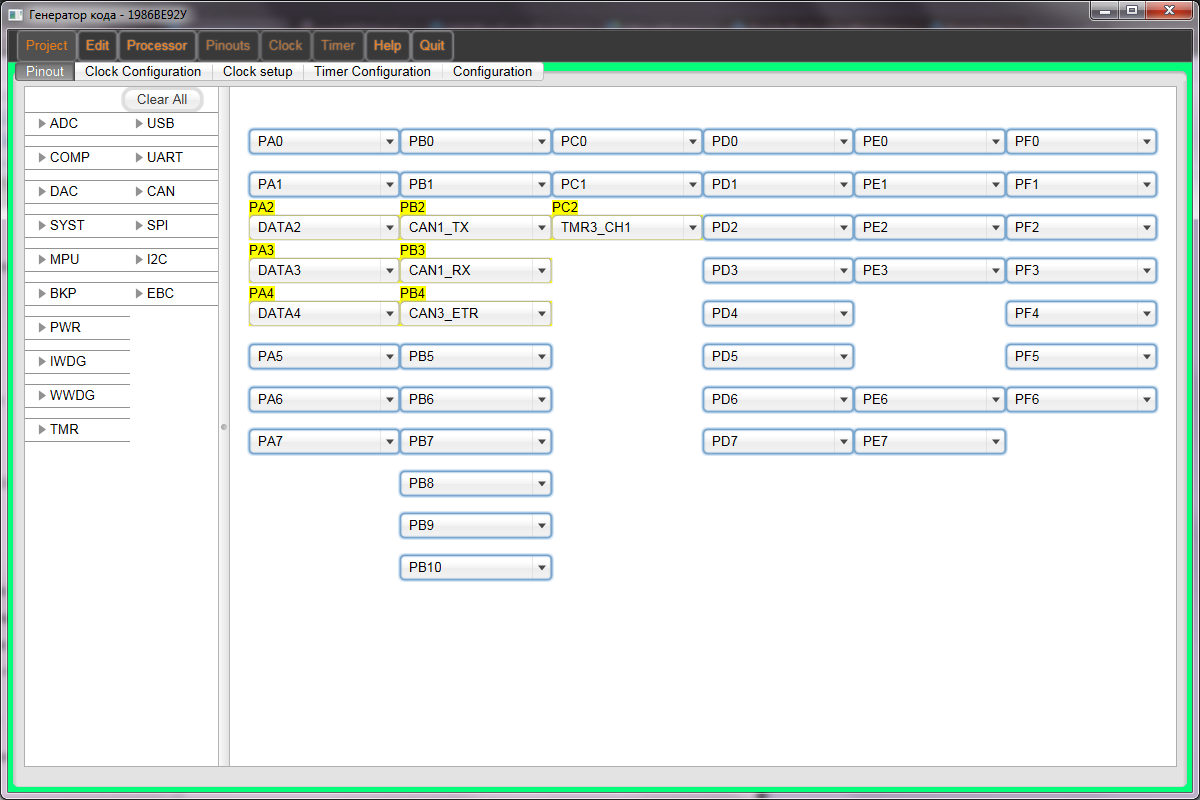 Генератор кода - 1986ВЕ92У
Project Edit Processor Pinouts Clock Timer Help Quit
Pinout Clock Configuration Clock setup Timer Configuration Configuration
Clear All
ADC USB
COMP UART
DAC CAN
SYST SPI
MPU I2C
BKP EBC
PWR
IWDG
WWDG
TMR
PA0 PB0 PC0 PD0 PE0 PF0
PA1 PB1 PC1 PD1 PE1 PF1
PA2 PB2 PC2
DATA2 CAN1_TX TMR3_CH1 PD2 PE2 PF2
PA3 PB3
DATA3 CAN1_RX PD3 PE3 PF3
PA4 PB4
DATA4 CAN3_ETR PD4 PF4
PA5 PB5 PD5 PF5
PA6 PB6 PD6 PE6 PF6
PA7 PB7 PD7 PE7
PB8
PB9
PB10